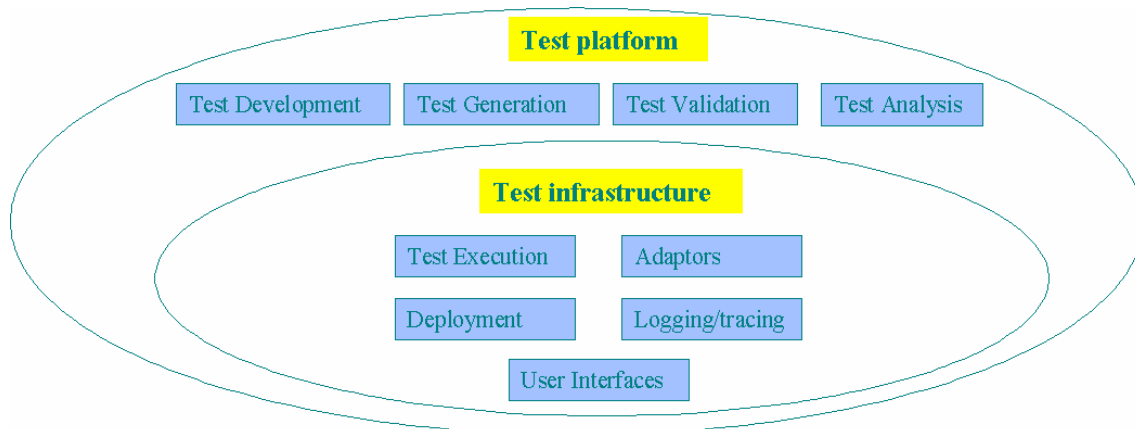 Test platform
Test Development
Test Generation
Test Validation
Test Analysis
Test infrastructure
Test Execution
Adaptors
Deployment
Logging/tracing
User Interfaces